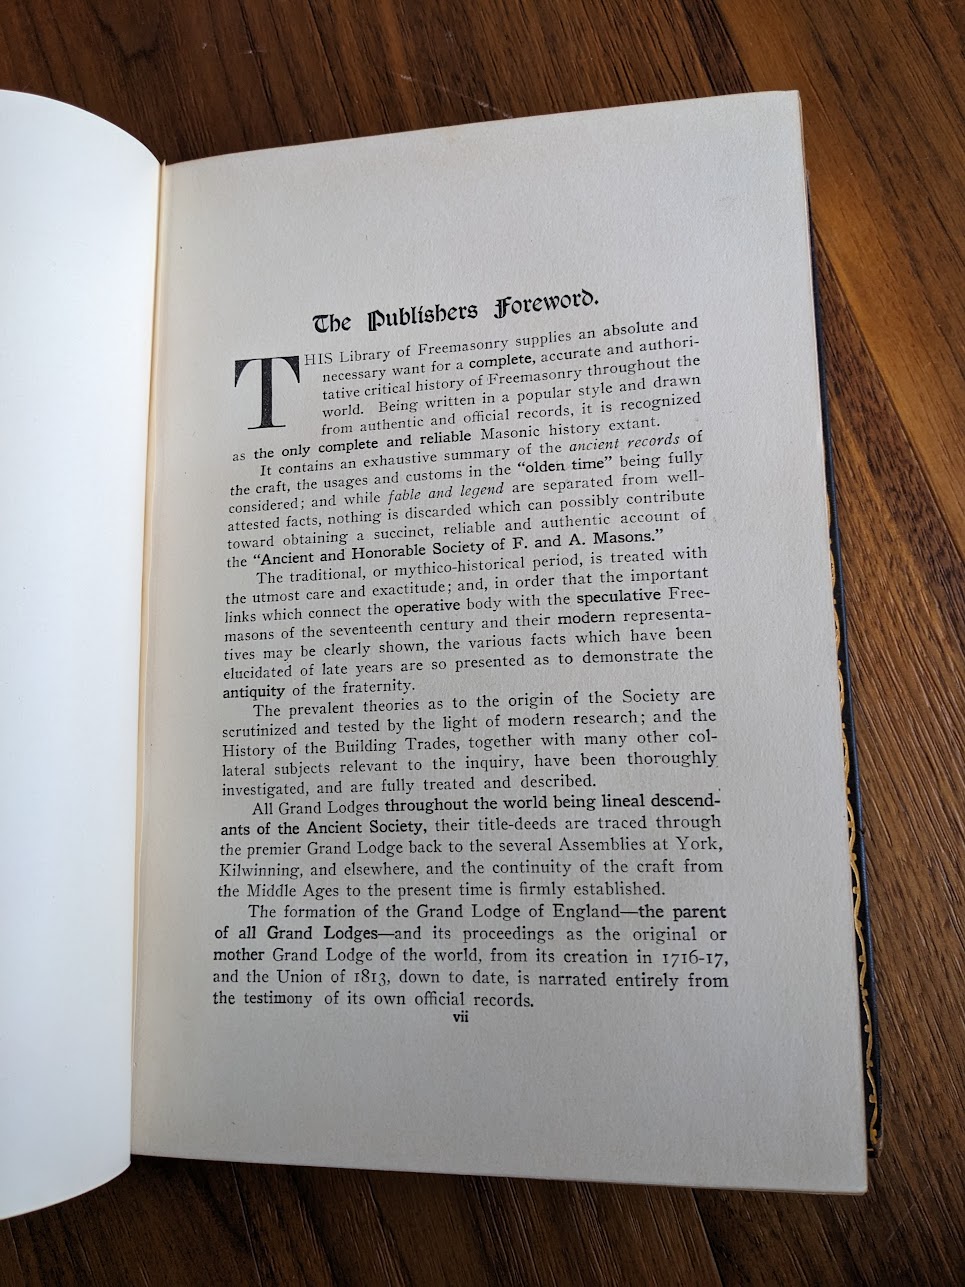 The Publishers Foreword.
THIS Library of Freemasonry supplies an absolute and
necessary want for a complete, accurate and authori-
tative critical history of Freemasonry throughout the
world. Being written in a popular style and drawn
from authentic and official records, it is recognized
as the only complete and reliable Masonic history extant.
It contains an exhaustive summary of the ancient records of
the craft, the usages and customs in the “olden time” being fully
considered; and while fable and legend are separated from well-
attested facts, nothing is discarded which can possibly contribute
toward obtaining a succinct, reliable and authentic account of
the “Ancient and Honorable Society of F. and A. Masons.”
The traditional, or mythico-historical period, is treated with
the utmost care and exactitude; and, in order that the important
links which connect the operative body with the speculative Free-
masons of the seventeenth century and their modern representa-
tives may be clearly shown, the various facts which have been
elucidated of late years are so presented as to demonstrate the
antiquity of the fraternity.
The prevalent theories as to the origin of the Society are
scrutinized and tested by the light of modern research; and the
History of the Building Trades, together with many other col-
lateral subjects relevant to the inquiry, have been thoroughly
investigated, and are fully treated and described.
All Grand Lodges throughout the world being lineal descend-
ants of the Ancient Society, their title-deeds are traced through
the premier Grand Lodge back to the several Assemblies at York,
Kilwinning, and elsewhere, and the continuity of the craft from
the Middle Ages to the present time is firmly established.
The formation of the Grand Lodge of England—the parent
of all Grand Lodges—and its proceedings as the original or
mother Grand Lodge of the world, from its creation in 1716-17,
and the Union of 1813, down to date, is narrated entirely from
the testimony of its own official records.
vii